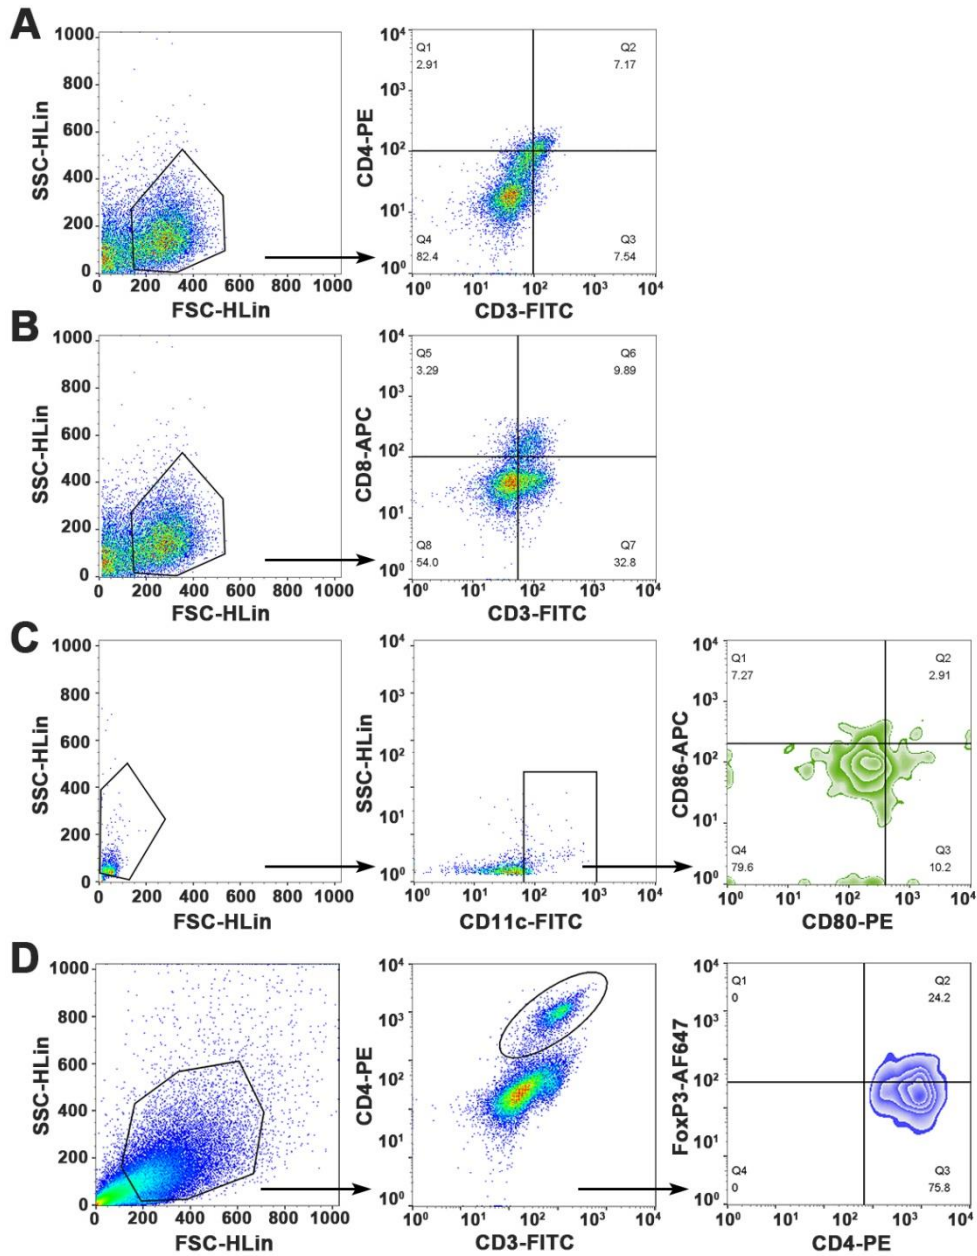 A
1000
800
600
400
200
0
SSC-HLin
0 200 400 600 800 1000
FSC-HLin
10⁴
10³
10²
10¹
10⁰
CD4-PE
Q1
2.91
Q2
7.17
Q4
82.4
Q3
7.54
10⁰ 10¹ 10² 10³ 10⁴
CD3-FITC
B
1000
800
600
400
200
0
SSC-HLin
0 200 400 600 800 1000
FSC-HLin
10⁴
10³
10²
10¹
10⁰
CD8-APC
Q5
3.29
Q6
9.89
Q8
54.0
Q7
32.8
10⁰ 10¹ 10² 10³ 10⁴
CD3-FITC
C
1000
800
600
400
200
0
SSC-HLin
0 200 400 600 800 1000
FSC-HLin
10⁴
10³
10²
10¹
10⁰
SSC-HLin
10⁰ 10¹ 10² 10³ 10⁴
CD11c-FITC
10⁴
10³
10²
10¹
10⁰
CD86-APC
Q1
7.27
Q2
2.91
Q4
79.6
Q3
10.2
10⁰ 10¹ 10² 10³ 10⁴
CD80-PE
D
1000
800
600
400
200
0
SSC-HLin
0 200 400 600 800 1000
FSC-HLin
10⁴
10³
10²
10¹
10⁰
CD4-PE
10⁰ 10¹ 10² 10³ 10⁴
CD3-FITC
10⁴
10³
10²
10¹
10⁰
FoxP3-AF647
Q1
0
Q2
24.2
Q4
0
Q3
75.8
10⁰ 10¹ 10² 10³ 10⁴
CD4-PE